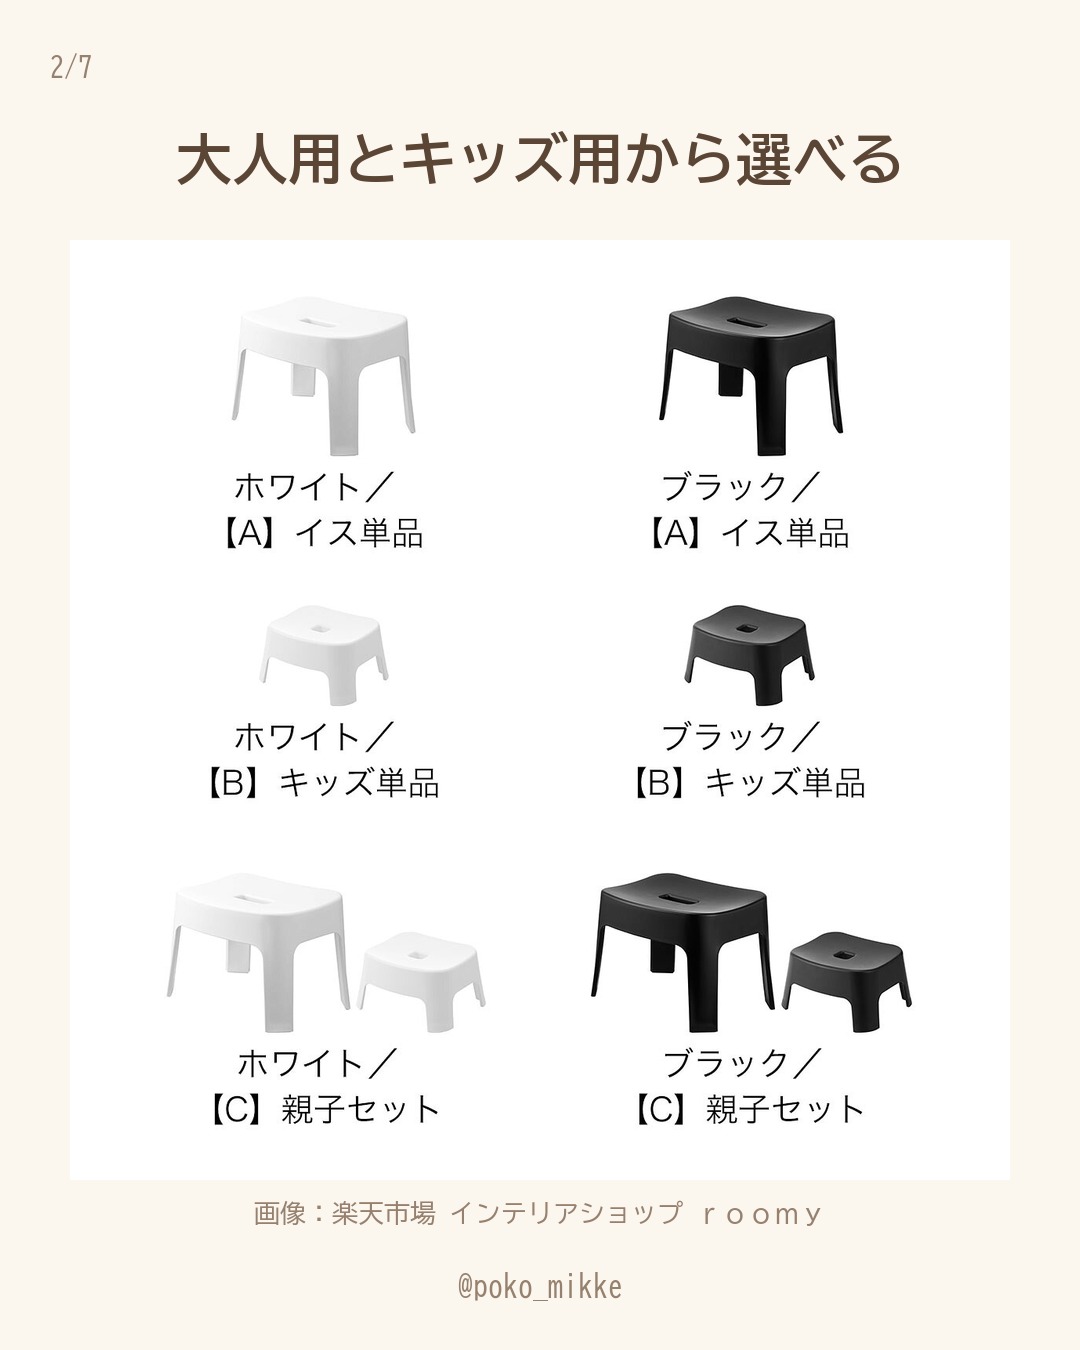 2/7
大人用とキッズ用から選べる
ホワイト／
【A】イス単品
ブラック／
【A】イス単品
ホワイト／
【B】キッズ単品
ブラック／
【B】キッズ単品
ホワイト／
【C】親子セット
ブラック／
【C】親子セット
画像：楽天市場 インテリアショップ ｒｏｏｍｙ
@poko_mikke